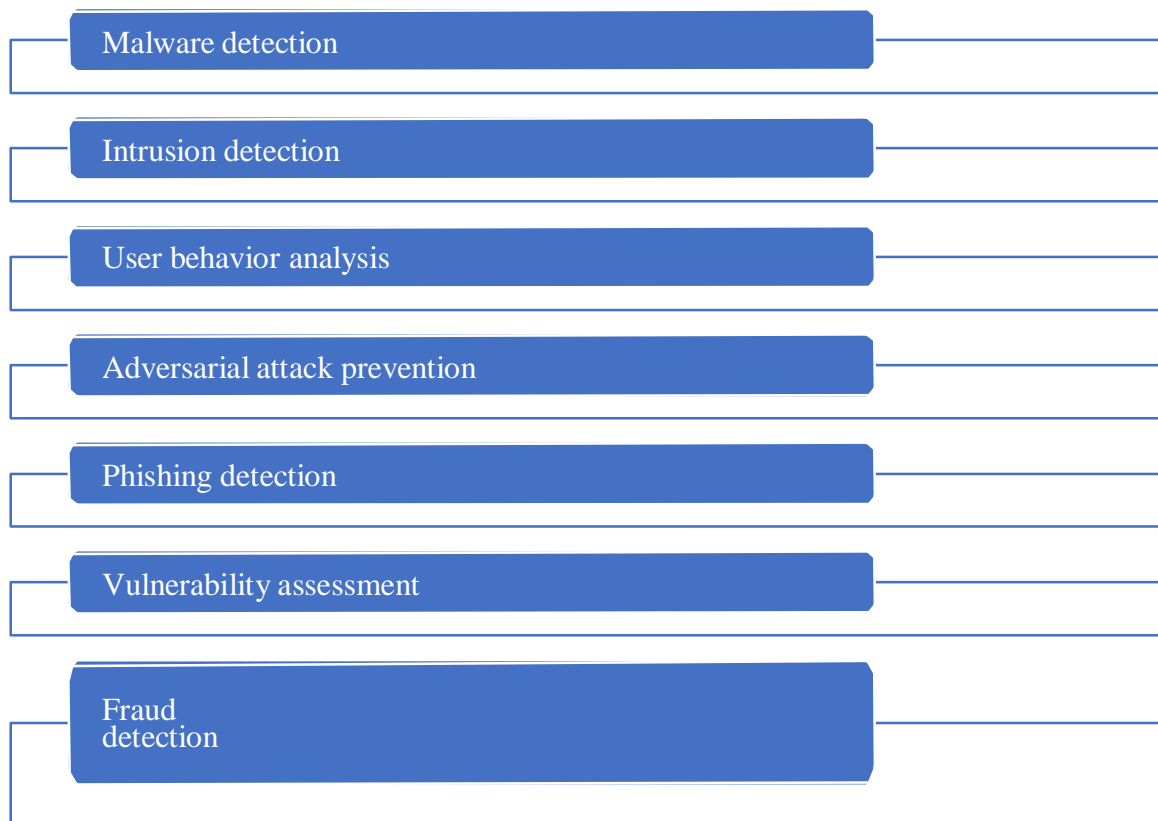 Malware detection
Intrusion detection
User behavior analysis
Adversarial attack prevention
Phishing detection
Vulnerability assessment
Fraud
detection